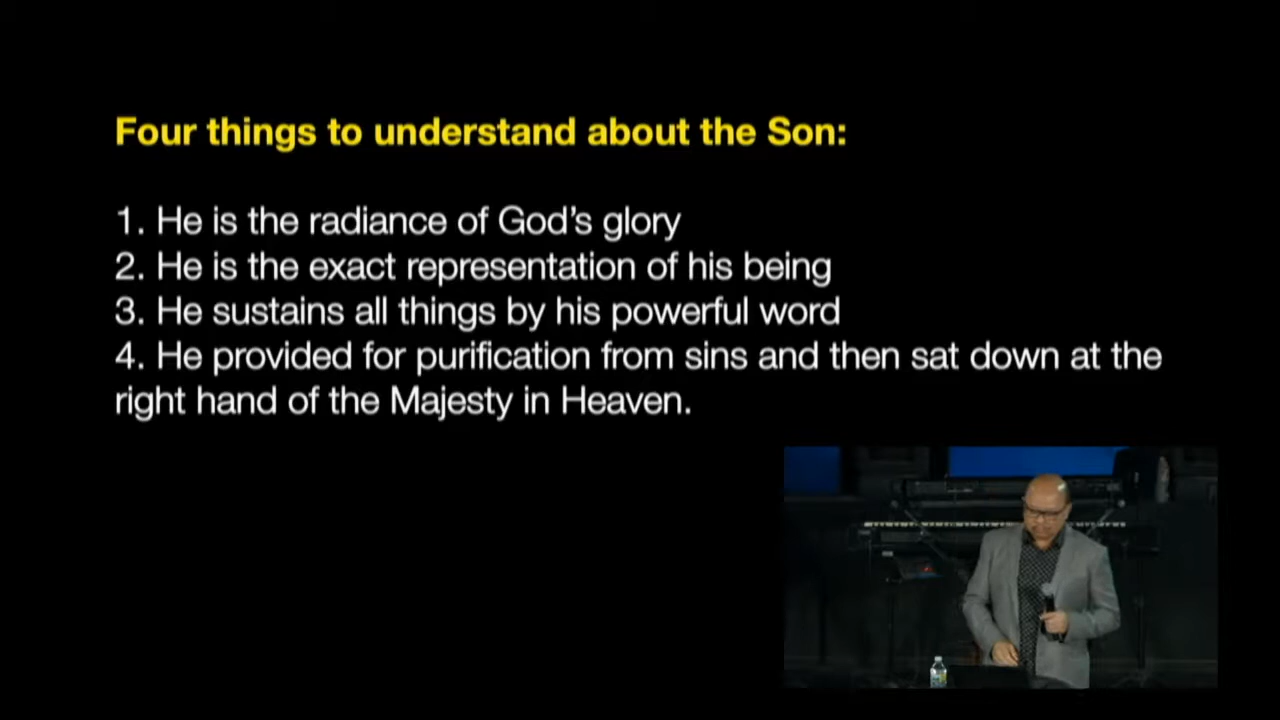 Four things to understand about the Son:
1. He is the radiance of God’s glory
2. He is the exact representation of his being
3. He sustains all things by his powerful word
4. He provided for purification from sins and then sat down at the
right hand of the Majesty in Heaven.